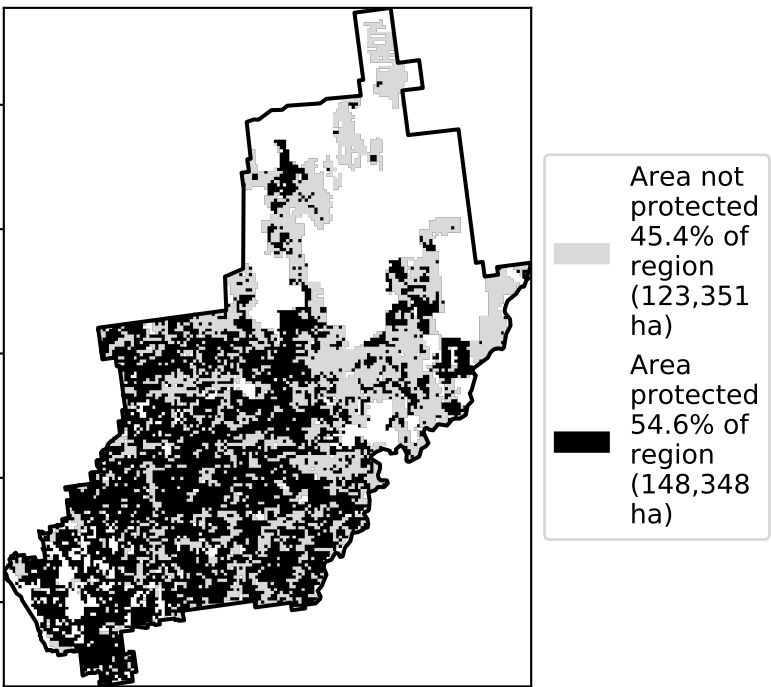 Area not
protected
45.4% of
region
(123,351
ha)
Area
protected
54.6% of
region
(148,348
ha)